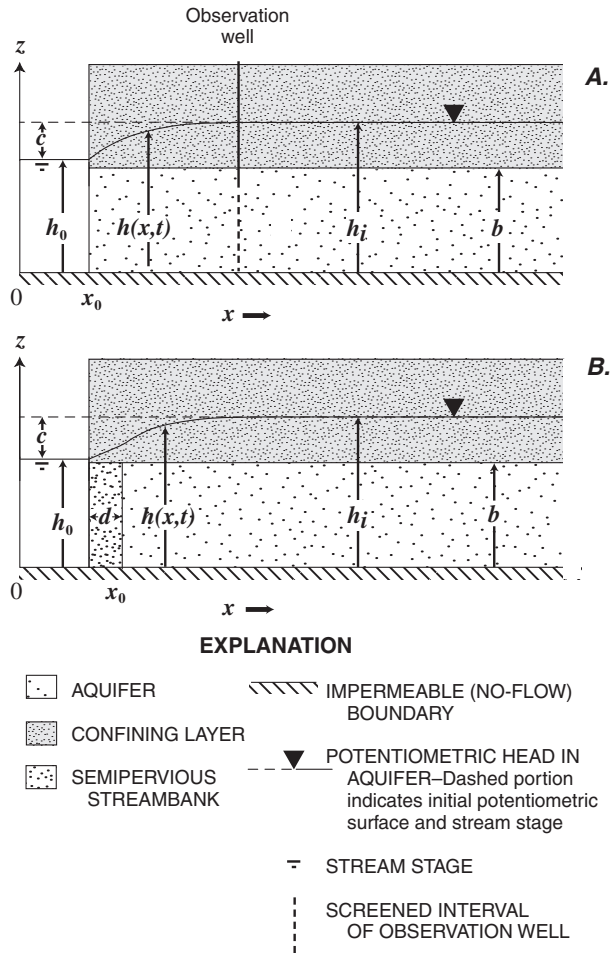 Observation
well
z
A.
c
h0
h(x,t)
hi
b
0
x0
x
z
B.
c
h0
d
h(x,t)
hi
b
0
x0
x
EXPLANATION
AQUIFER
CONFINING LAYER
SEMIPERVIOUS
STREAMBANK
IMPERMEABLE (NO-FLOW)
BOUNDARY
POTENTIOMETRIC HEAD IN
AQUIFER–Dashed portion
indicates initial potentiometric
surface and stream stage
STREAM STAGE
SCREENED INTERVAL
OF OBSERVATION WELL